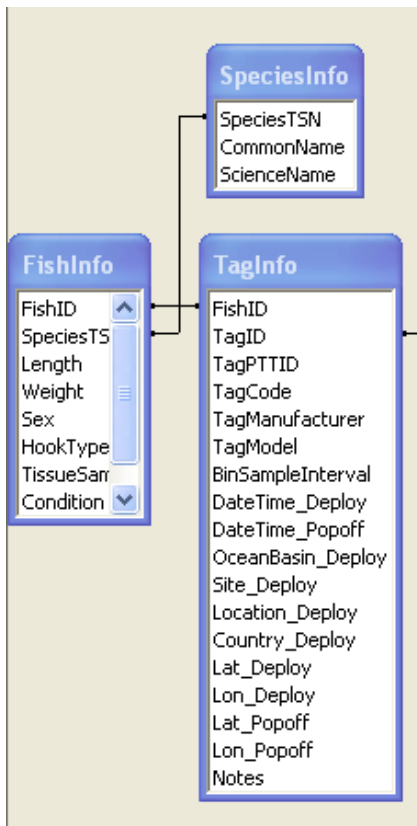 SpeciesInfo
SpeciesTSN
CommonName
ScienceName
FishInfo
FishID
SpeciesTS
Length
Weight
Sex
HookType
TissueSam
Condition
TagInfo
FishID
TagID
TagPTTID
TagCode
TagManufacturer
TagModel
BinSampleInterval
DateTime_Deploy
DateTime_Popoff
OceanBasin_Deploy
Site_Deploy
Location_Deploy
Country_Deploy
Lat_Deploy
Lon_Deploy
Lat_Popoff
Lon_Popoff
Notes